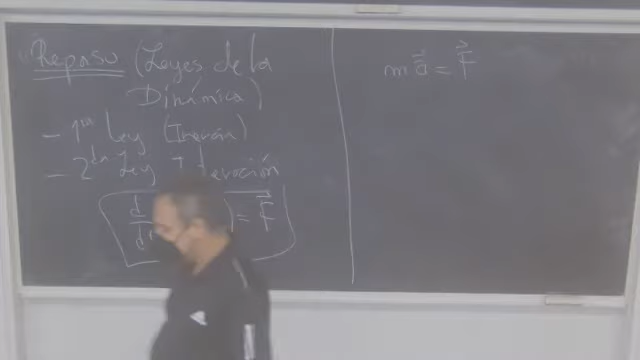 Repaso (Leyes de la
Dinámica)
- 1ra Ley (Inercia)
- 2da Ley
d/d ) = F⃗
m a⃗ = F⃗